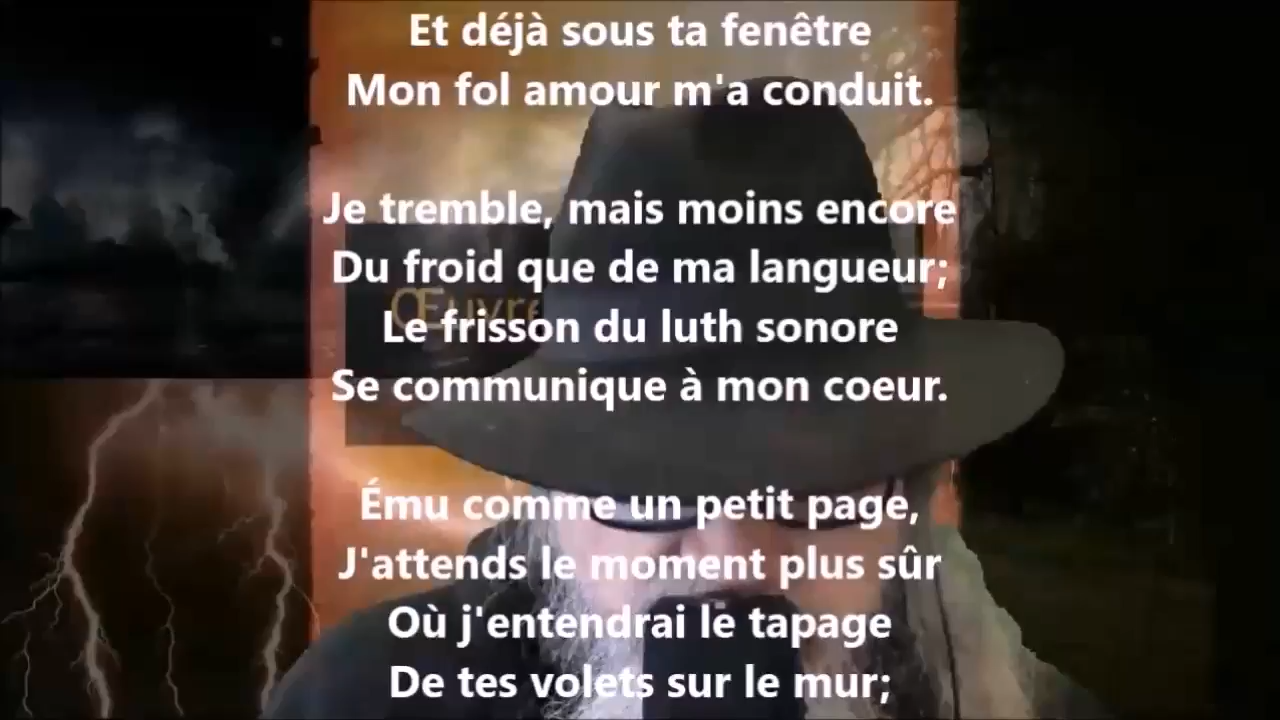 Et déjà sous ta fenêtre
Mon fol amour m'a conduit.
Je tremble, mais moins encore
Du froid que de ma langueur;
Le frisson du luth sonore
Se communique à mon coeur.
Ému comme un petit page,
J'attends le moment plus sûr
Où j'entendrai le tapage
De tes volets sur le mur;